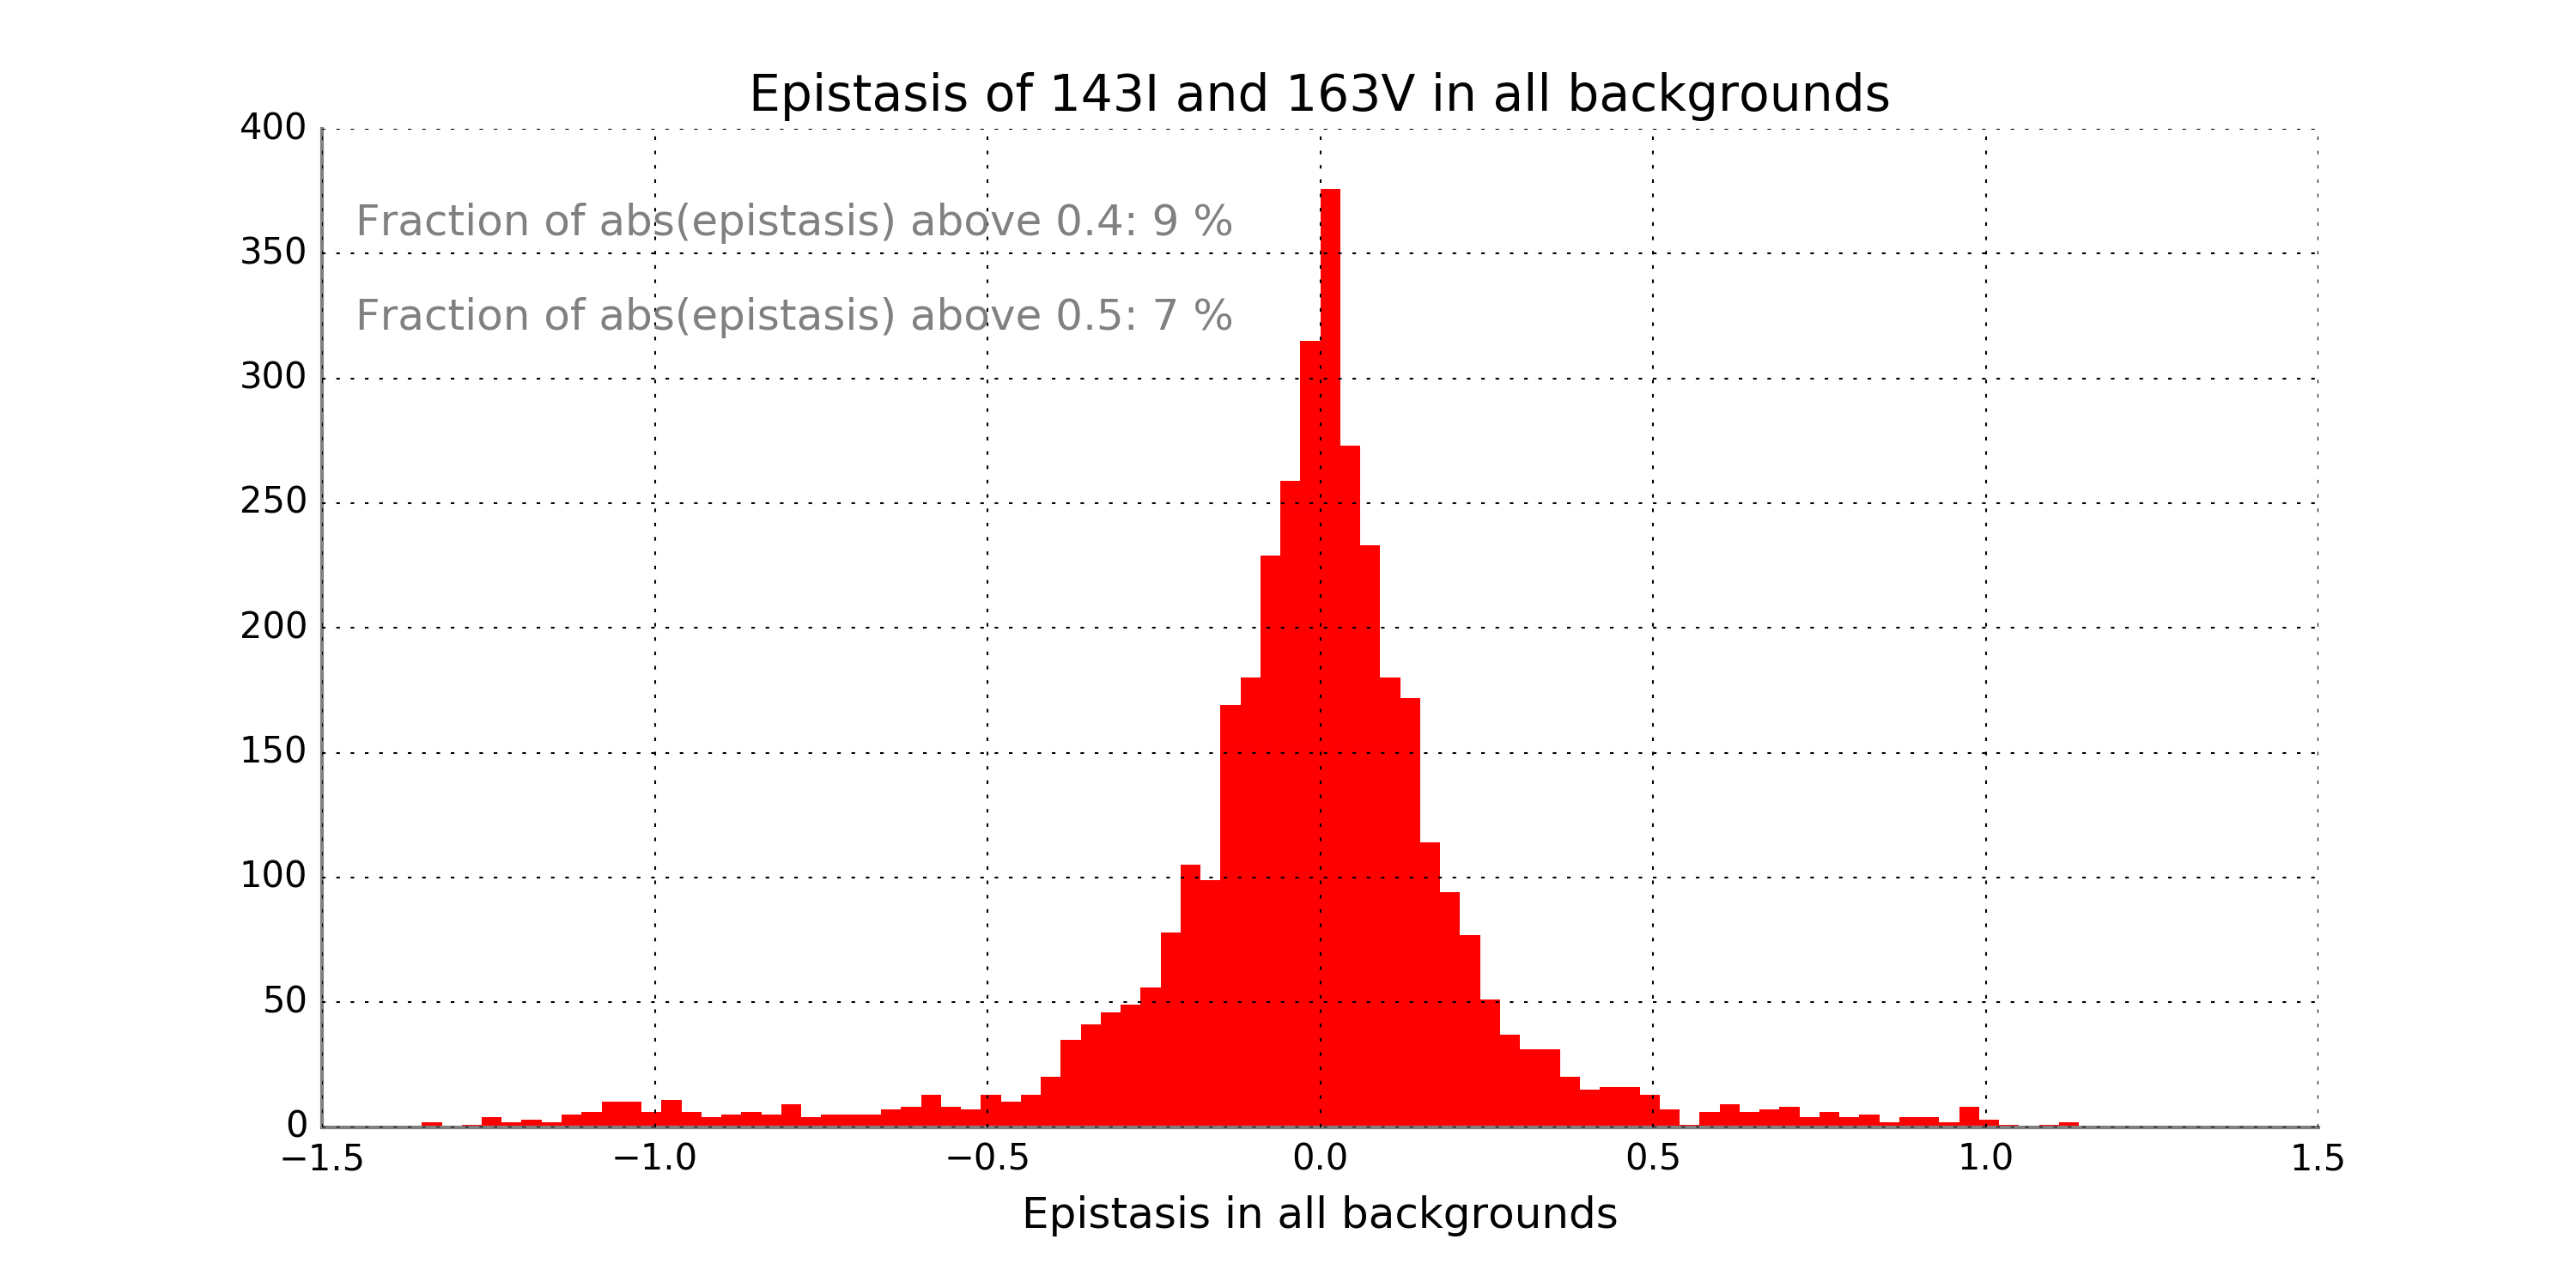 Epistasis of 143I and 163V in all backgrounds
400
Fraction of abs(epistasis) above 0.4: 9 %
350
Fraction of abs(epistasis) above 0.5: 7 %
300
250
200
150
100
50
0
−1.5 −1.0 −0.5 0.0 0.5 1.0 1.5
Epistasis in all backgrounds